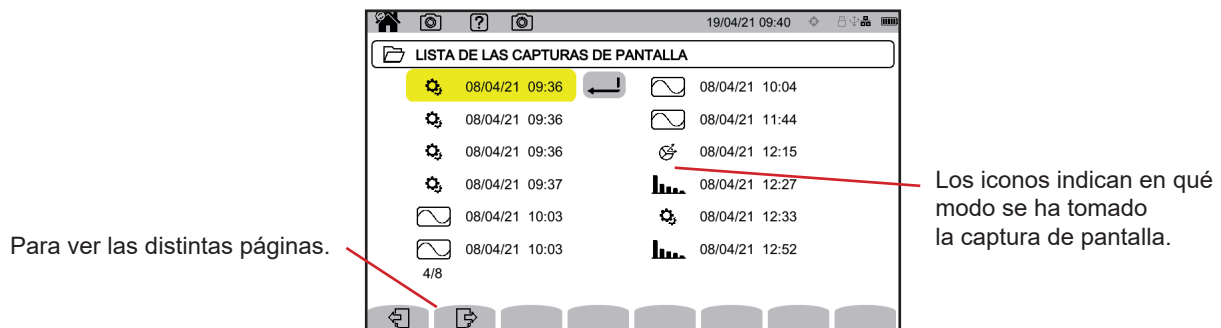 19/04/21 09:40
LISTA DE LAS CAPTURAS DE PANTALLA
08/04/21 09:36
08/04/21 09:36
08/04/21 09:36
08/04/21 09:37
08/04/21 10:03
08/04/21 10:03
4/8
08/04/21 10:04
08/04/21 11:44
08/04/21 12:15
08/04/21 12:27
08/04/21 12:33
08/04/21 12:52
Para ver las distintas páginas.
Los iconos indican en qué
modo se ha tomado
la captura de pantalla.